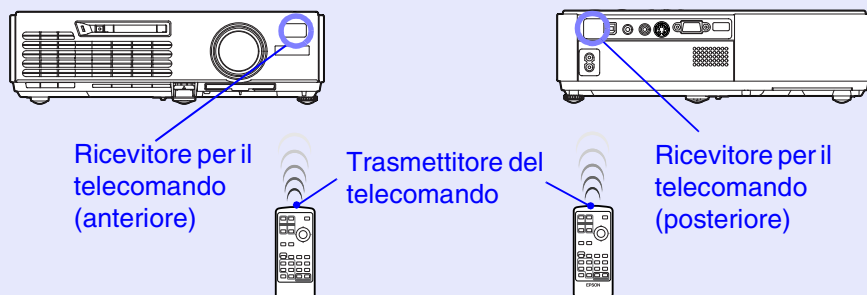 Ricevitore per il
telecomando
(anteriore)
Trasmettitore del
telecomando
Ricevitore per il
telecomando
(posteriore)
EPSON